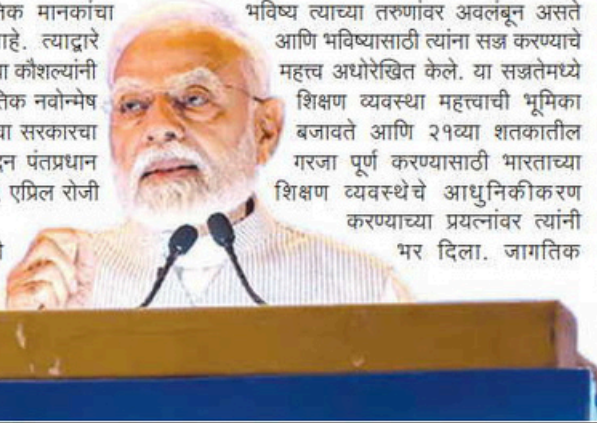 तिक मानकांचा
हे. त्याद्वारे
कौशल्यांनी
तिक नवोन्मेष
सरकारचा
पंतप्रधान
एप्रिल रोजी
भविष्य त्याच्या तरुणांवर अवलंबून असते
आणि भविष्यासाठी त्यांना सज्ज करण्याचे
महत्त्व अधोरेखित केले. या सज्जतेमध्ये
शिक्षण व्यवस्था महत्त्वाची भूमिका
बजावते आणि २१व्या शतकातील
गरजा पूर्ण करण्यासाठी भारताच्या
शिक्षण व्यवस्थेचे आधुनिकीकरण
करण्याच्या प्रयत्नांवर त्यांनी
भर दिला. जागतिक